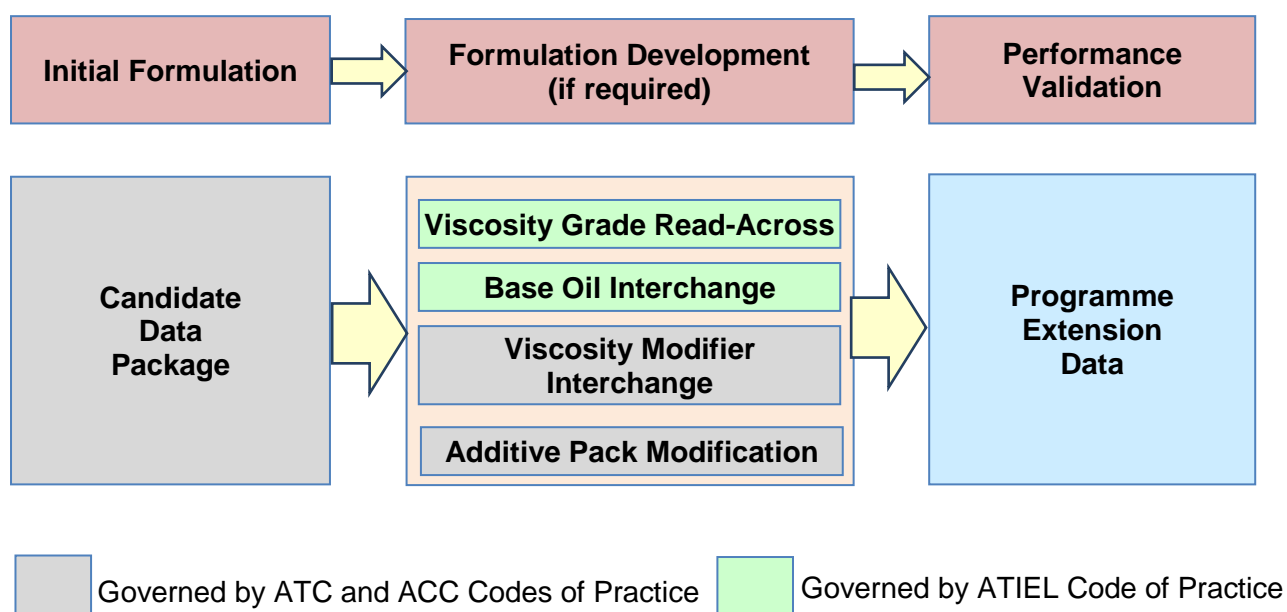 Initial Formulation
Formulation Development
(if required)
Performance
Validation
Candidate
Data
Package
Viscosity Grade Read-Across
Base Oil Interchange
Viscosity Modifier
Interchange
Additive Pack Modification
Programme
Extension
Data
Governed by ATC and ACC Codes of Practice
Governed by ATIEL Code of Practice